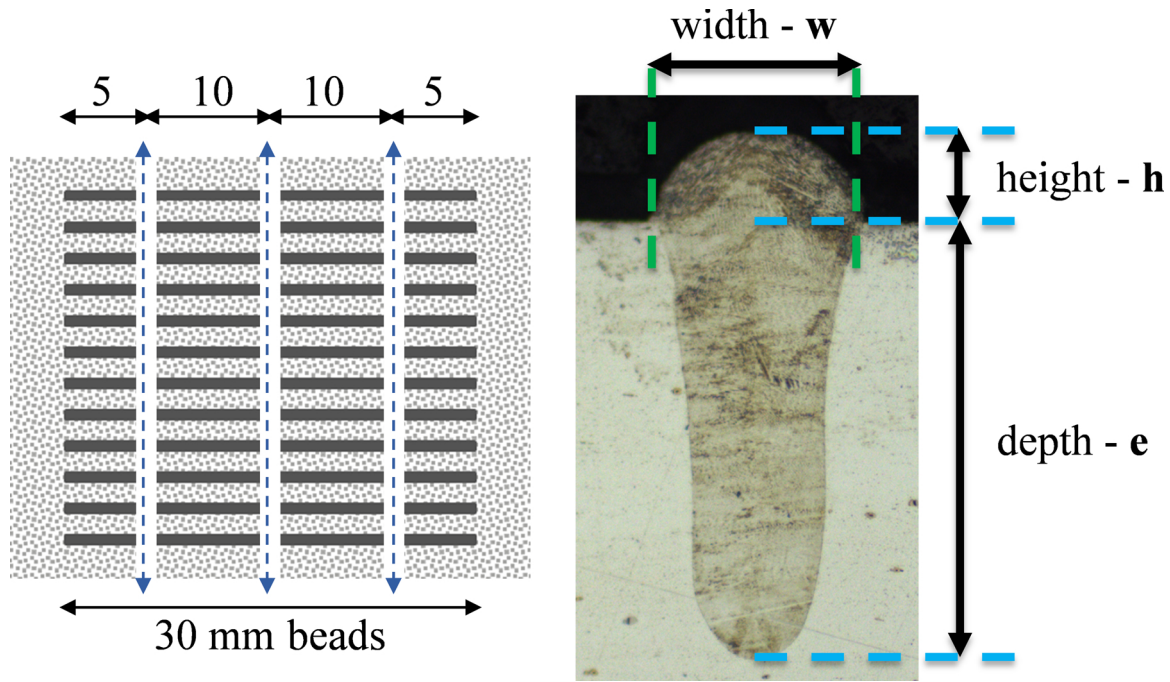 width - w
5 10 10 5
height - h
depth - e
30 mm beads